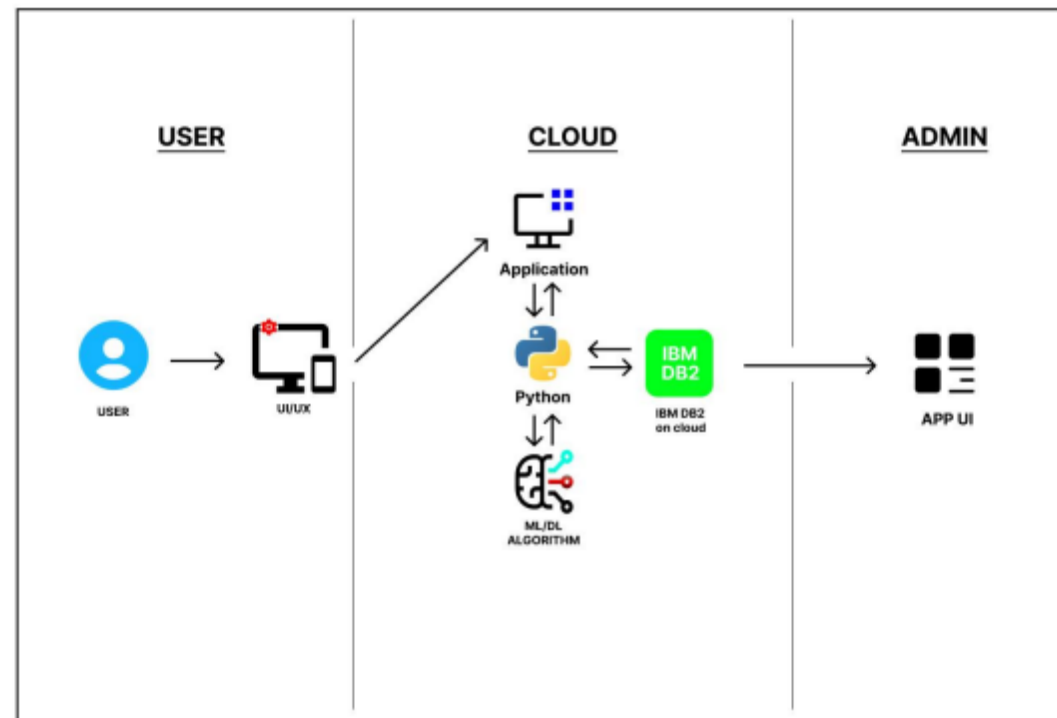 USER
CLOUD
ADMIN
Application
USER
UI/UX
Python
IBM
DB2
IBM DB2
on cloud
APP UI
ML/DL
ALGORITHM